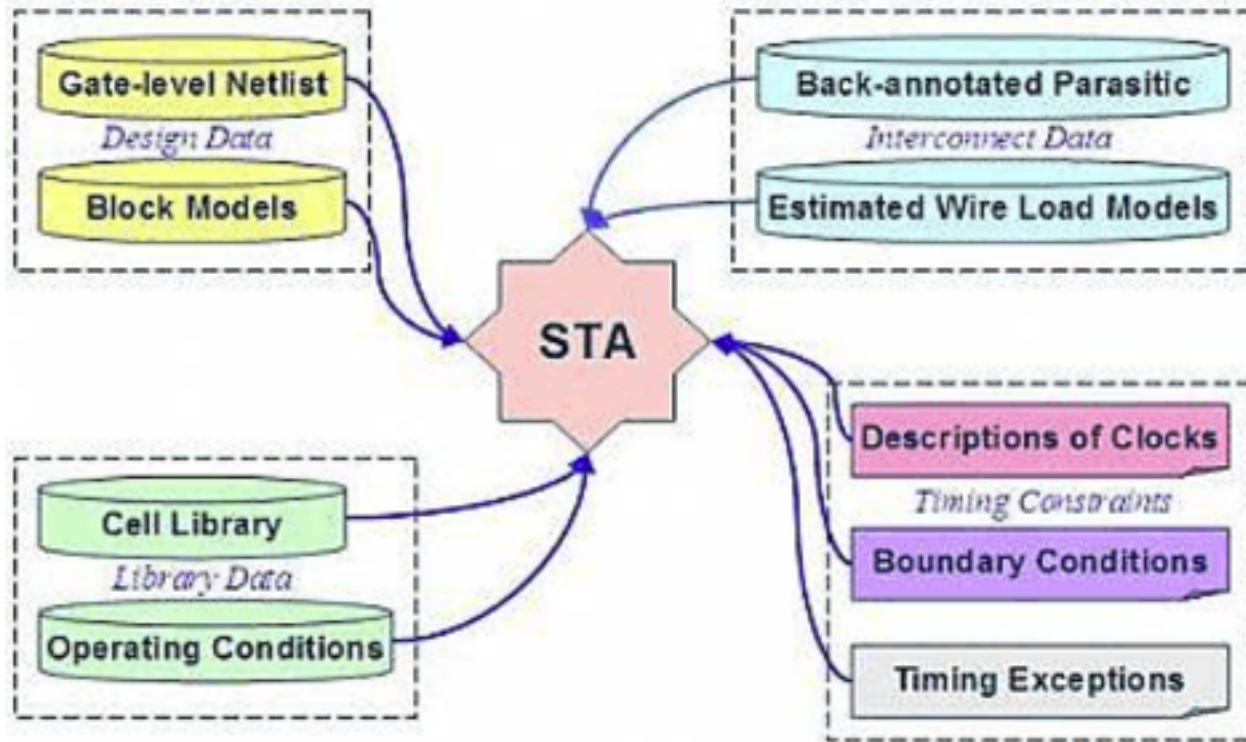 Gate-level Netlist
Design Data
Block Models
Back-annotated Parasitic
Interconnect Data
Estimated Wire Load Models
STA
Cell Library
Library Data
Operating Conditions
Descriptions of Clocks
Timing Constraints
Boundary Conditions
Timing Exceptions